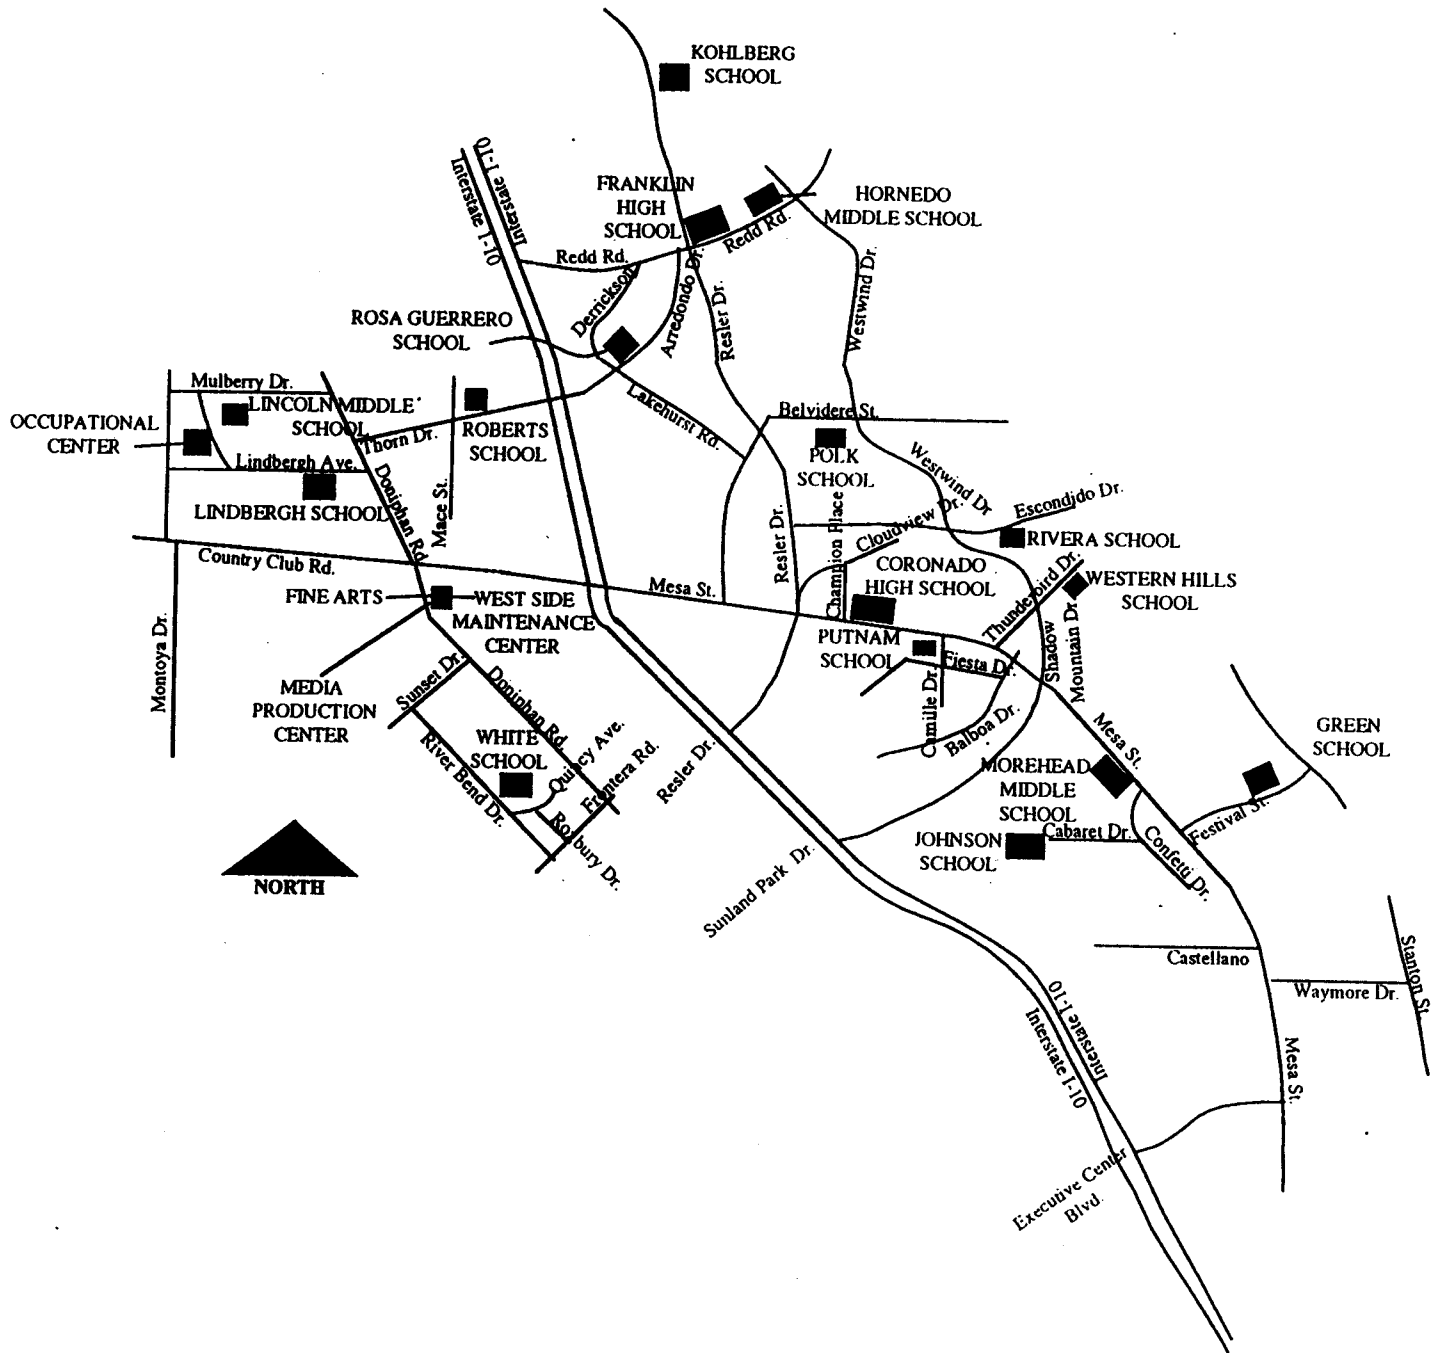 KOHLBERG
SCHOOL
Interstate I-10
Interstate I-10
FRANKLIN
HIGH
SCHOOL
HORNEDO
MIDDLE SCHOOL
Redd Rd.
Redd Rd.
Derrickson
Arredondo Dr.
Resler Dr.
Westwind Dr.
ROSA GUERRERO
SCHOOL
Mulberry Dr.
LINCOLN MIDDLE
SCHOOL
OCCUPATIONAL
CENTER
Thorn Dr.
ROBERTS
SCHOOL
Lakehurst Rd.
Belvidere St.
POLK
SCHOOL
Westwind Dr
Lindbergh Ave.
LINDBERGH SCHOOL
Doniphan Rd.
Mace St.
Resler Dr.
Champion Place
Cloudview Dr.
Escondido Dr.
RIVERA SCHOOL
Country Club Rd.
Mesa St.
CORONADO
HIGH SCHOOL
Thunderbird Dr.
WESTERN HILLS
SCHOOL
FINE ARTS
WEST SIDE
MAINTENANCE
CENTER
PUTNAM
SCHOOL
Fiesta Dr.
Shadow
Mountain Dr.
Montoya Dr.
MEDIA
PRODUCTION
CENTER
Sunset Dr.
Doniphan Rd.
Camille Dr.
Balboa Dr.
Mesa St.
GREEN
SCHOOL
River Bend Dr.
WHITE
SCHOOL
Quincy Ave.
Frontera Rd.
Resler Dr.
MOREHEAD
MIDDLE
SCHOOL
Roxbury Dr.
Festival St.
JOHNSON
SCHOOL
Cabaret Dr.
Confetti Dr.
NORTH
Sunland Park Dr.
Castellano
Stanton St.
Waymore Dr.
Interstate I-10
Interstate I-10
Mesa St.
Executive Center
Blvd.